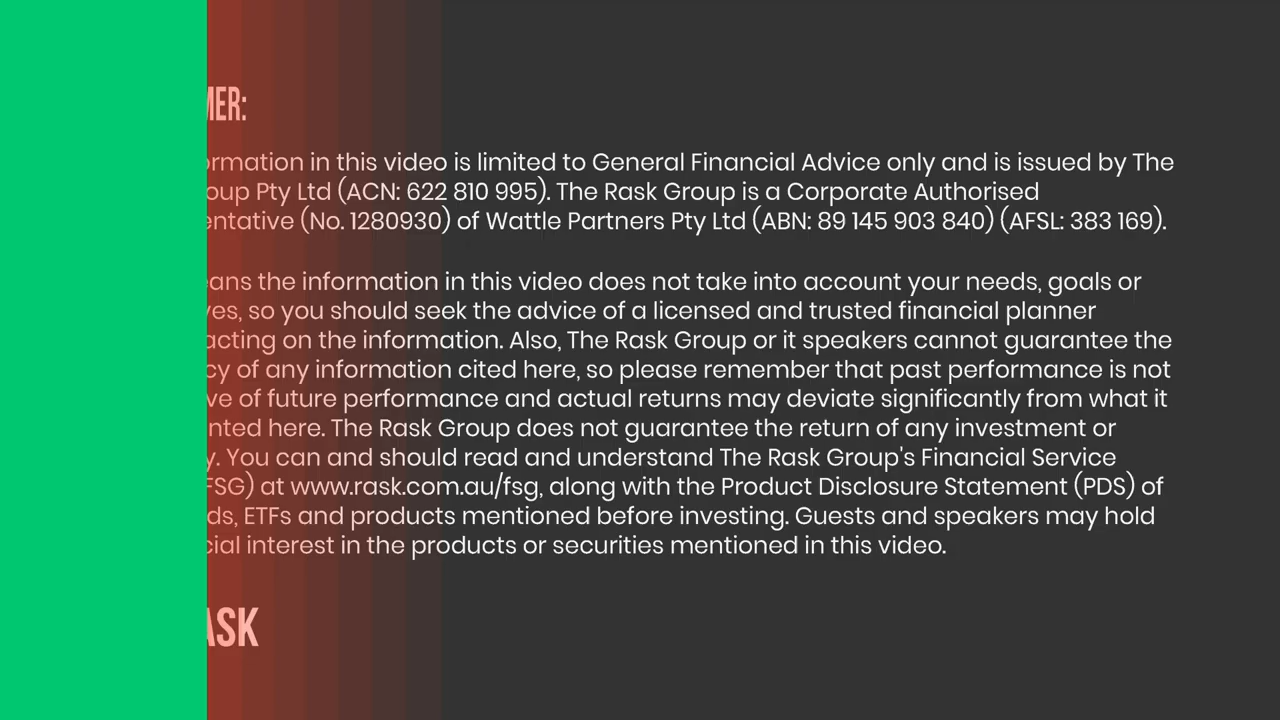 MER:
ormation in this video is limited to General Financial Advice only and is issued by The
oup Pty Ltd (ACN: 622 810 995). The Rask Group is a Corporate Authorised
entative (No. 1280930) of Wattle Partners Pty Ltd (ABN: 89 145 903 840) (AFSL: 383 169).
eans the information in this video does not take into account your needs, goals or
ves, so you should seek the advice of a licensed and trusted financial planner
acting on the information. Also, The Rask Group or it speakers cannot guarantee the
cy of any information cited here, so please remember that past performance is not
ve of future performance and actual returns may deviate significantly from what it
nted here. The Rask Group does not guarantee the return of any investment or
y. You can and should read and understand The Rask Group's Financial Service
FSG) at www.rask.com.au/fsg, along with the Product Disclosure Statement (PDS) of
ds, ETFs and products mentioned before investing. Guests and speakers may hold
cial interest in the products or securities mentioned in this video.
ASK